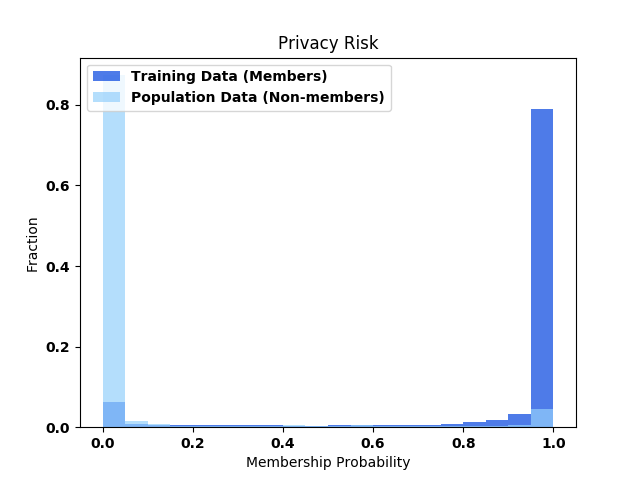 Privacy Risk
Training Data (Members)
Population Data (Non-members)
Fraction
0.8
0.6
0.4
0.2
0.0
0.0 0.2 0.4 0.6 0.8 1.0
Membership Probability